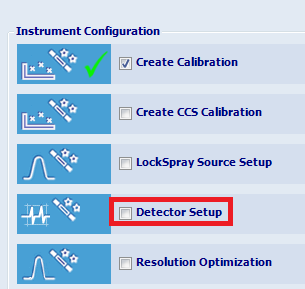 Instrument Configuration
Create Calibration
Create CCS Calibration
LockSpray Source Setup
Detector Setup
Resolution Optimization